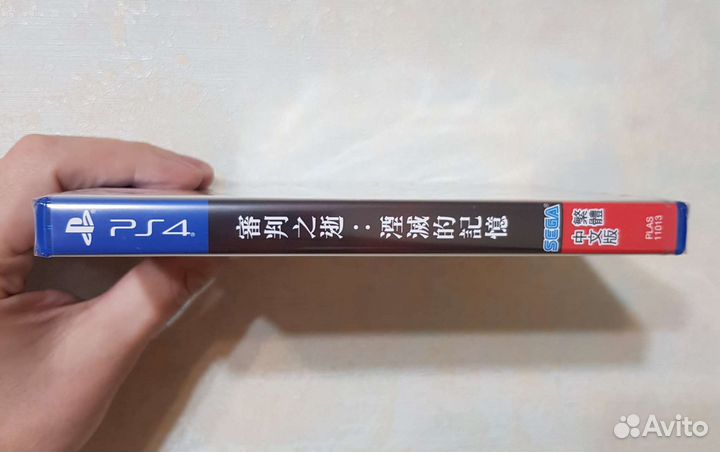 PS4
審判之逝：湮滅的記憶
SEGA
繁體
中文版
PLAS
11013
Avito